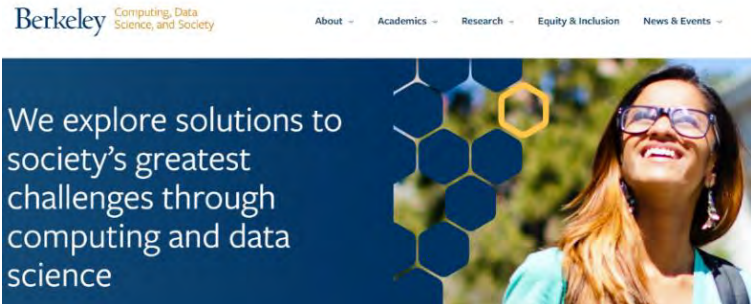 Berkeley
Computing, Data
Science, and Society
About
Academics
Research
Equity & Inclusion
News & Events
We explore solutions to
society's greatest
challenges through
computing and data
science